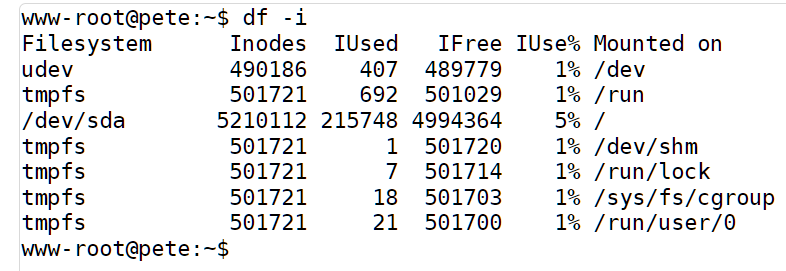 www-root@pete:~$ df -i
Filesystem      Inodes  IUsed   IFree IUse% Mounted on
udev            490186    407  489779    1% /dev
tmpfs           501721    692  501029    1% /run
/dev/sda       5210112 215748 4994364    5% /
tmpfs           501721      1  501720    1% /dev/shm
tmpfs           501721      7  501714    1% /run/lock
tmpfs           501721     18  501703    1% /sys/fs/cgroup
tmpfs           501721     21  501700    1% /run/user/0
www-root@pete:~$